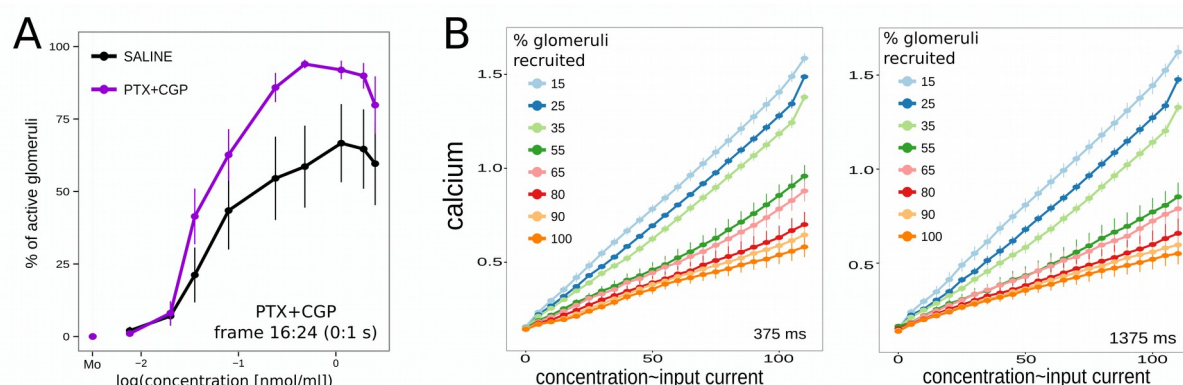 A
% of active glomeruli
100
75
50
25
0
SALINE
PTX+CGP
PTX+CGP
frame 16:24 (0:1 s)
Mo
−2
−1
0
log(concentration [nmol/ml])
B
calcium
% glomeruli
recruited
15
25
35
55
65
80
90
100
1.5
1.0
0.5
375 ms
0
50
100
concentration~input current
% glomeruli
recruited
15
25
35
55
65
80
90
100
1.5
1.0
0.5
1375 ms
0
50
100
concentration~input current